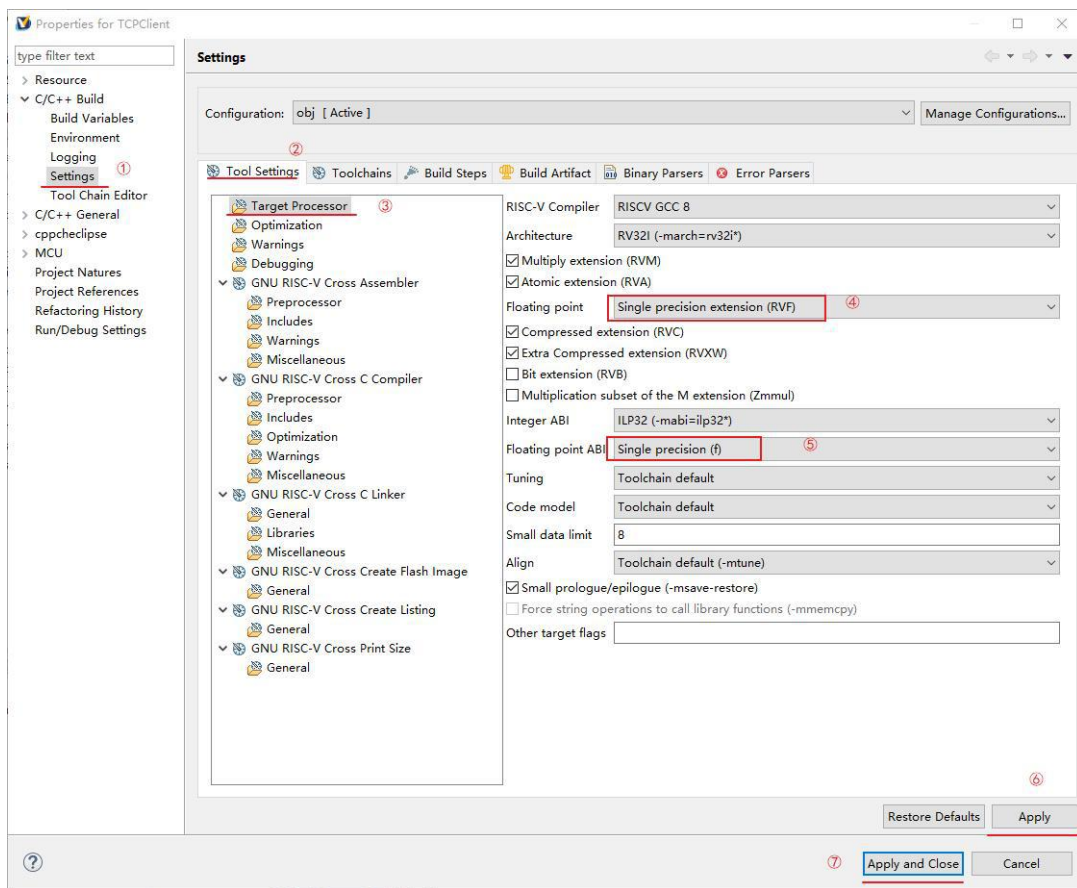 Properties for TCPClient
type filter text
Resource
C/C++ Build
Build Variables
Environment
Logging
Settings ①
Tool Chain Editor
C/C++ General
cppcheclipse
MCU
Project Natures
Project References
Refactoring History
Run/Debug Settings
Settings
Configuration: obj [ Active ] Manage Configurations...
②
Tool Settings Toolchains Build Steps Build Artifact Binary Parsers Error Parsers
Target Processor ③
Optimization
Warnings
Debugging
GNU RISC-V Cross Assembler
Preprocessor
Includes
Warnings
Miscellaneous
GNU RISC-V Cross C Compiler
Preprocessor
Includes
Optimization
Warnings
Miscellaneous
GNU RISC-V Cross C Linker
General
Libraries
Miscellaneous
GNU RISC-V Cross Create Flash Image
General
GNU RISC-V Cross Create Listing
General
GNU RISC-V Cross Print Size
General
RISC-V Compiler RISCV GCC 8
Architecture RV32I (-march=rv32i*)
Multiply extension (RVM)
Atomic extension (RVA)
Floating point Single precision extension (RVF) ④
Compressed extension (RVC)
Extra Compressed extension (RVXW)
Bit extension (RVB)
Multiplication subset of the M extension (Zmmul)
Integer ABI ILP32 (-mabi=ilp32*)
Floating point ABI Single precision (f) ⑤
Tuning Toolchain default
Code model Toolchain default
Small data limit 8
Align Toolchain default (-mtune)
Small prologue/epilogue (-msave-restore)
Force string operations to call library functions (-mmemcpy)
Other target flags
⑥
Restore Defaults Apply
⑦ Apply and Close Cancel